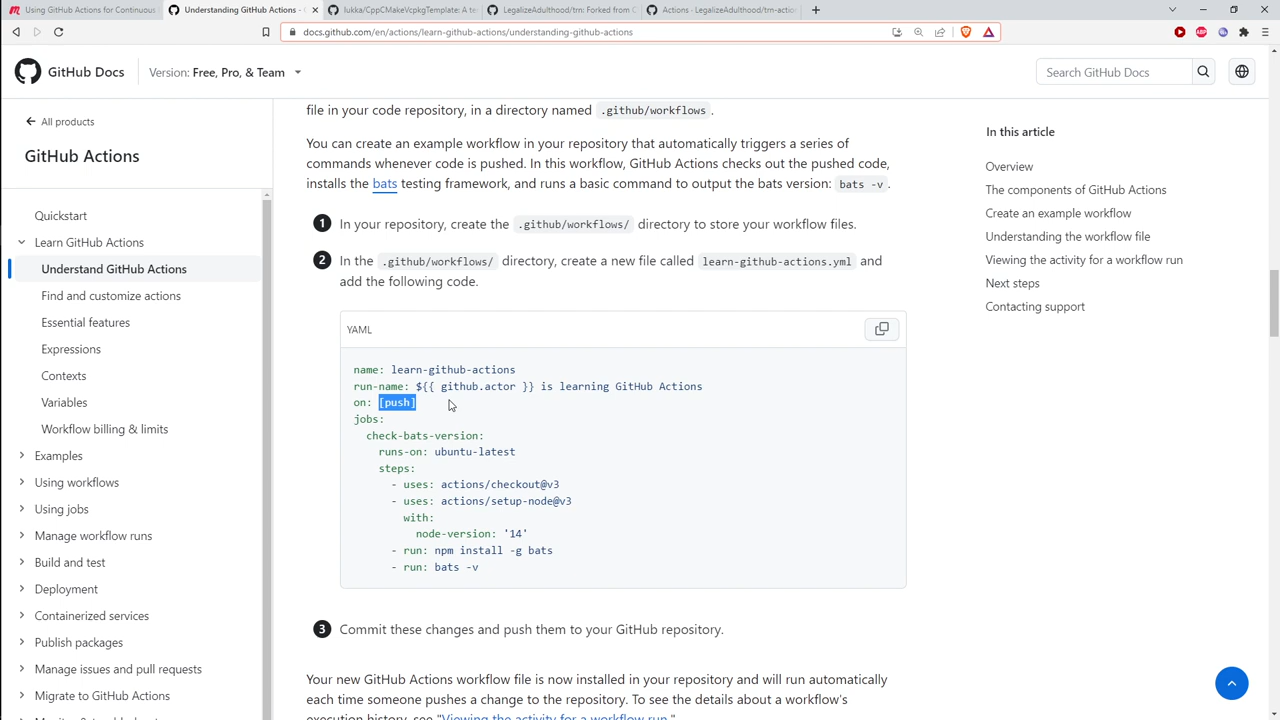 Using GitHub Actions for Continuous
Understanding GitHub Actions -
lukka/CppCMakeVcpkgTemplate: A te
LegalizeAdulthood/trn: Forked from C
Actions · LegalizeAdulthood/trn-actio
docs.github.com/en/actions/learn-github-actions/understanding-github-actions
GitHub Docs
Version: Free, Pro, & Team
Search GitHub Docs
All products
GitHub Actions
Quickstart
Learn GitHub Actions
Understand GitHub Actions
Find and customize actions
Essential features
Expressions
Contexts
Variables
Workflow billing & limits
Examples
Using workflows
Using jobs
Manage workflow runs
Build and test
Deployment
Containerized services
Publish packages
Manage issues and pull requests
Migrate to GitHub Actions
file in your code repository, in a directory named .github/workflows .
You can create an example workflow in your repository that automatically triggers a series of
commands whenever code is pushed. In this workflow, GitHub Actions checks out the pushed code,
installs the bats testing framework, and runs a basic command to output the bats version: bats -v .
1 In your repository, create the .github/workflows/ directory to store your workflow files.
2 In the .github/workflows/ directory, create a new file called learn-github-actions.yml and
add the following code.
YAML
name: learn-github-actions
run-name: ${{ github.actor }} is learning GitHub Actions
on: [push]
jobs:
check-bats-version:
runs-on: ubuntu-latest
steps:
- uses: actions/checkout@v3
- uses: actions/setup-node@v3
with:
node-version: '14'
- run: npm install -g bats
- run: bats -v
3 Commit these changes and push them to your GitHub repository.
Your new GitHub Actions workflow file is now installed in your repository and will run automatically
each time someone pushes a change to the repository. To see the details about a workflow's
execution history, see "Viewing the activity for a workflow run."
In this article
Overview
The components of GitHub Actions
Create an example workflow
Understanding the workflow file
Viewing the activity for a workflow run
Next steps
Contacting support